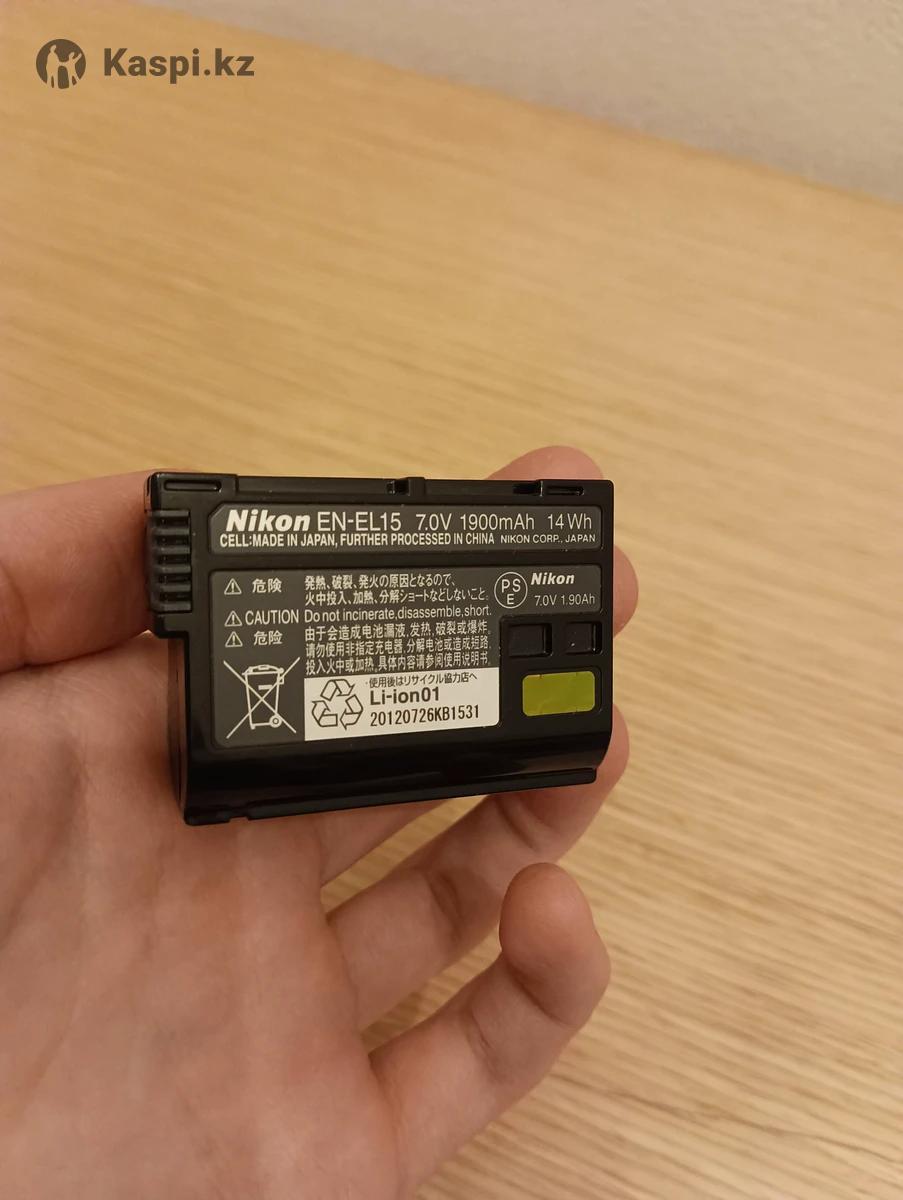 Kaspi.kz
Nikon EN-EL15 7.0V 1900mAh 14Wh
CELL:MADE IN JAPAN, FURTHER PROCESSED IN CHINA NIKON CORP., JAPAN
⚠ 危険 発熱、破裂、発火の原因となるので、
火中投入、加熱、分解ショートなどしないこと。
⚠ CAUTION Do not incinerate, disassemble, short.
⚠ 危险 由于会造成电池漏液,发热,破裂或爆炸,
请勿使用非指定充电器,分解电池或造成短路,
投入火中或加热。具体内容请参阅使用说明书.
PS
E
Nikon
7.0V 1.90Ah
・使用後はリサイクル協力店へ
Li-ion01
20120726KB1531